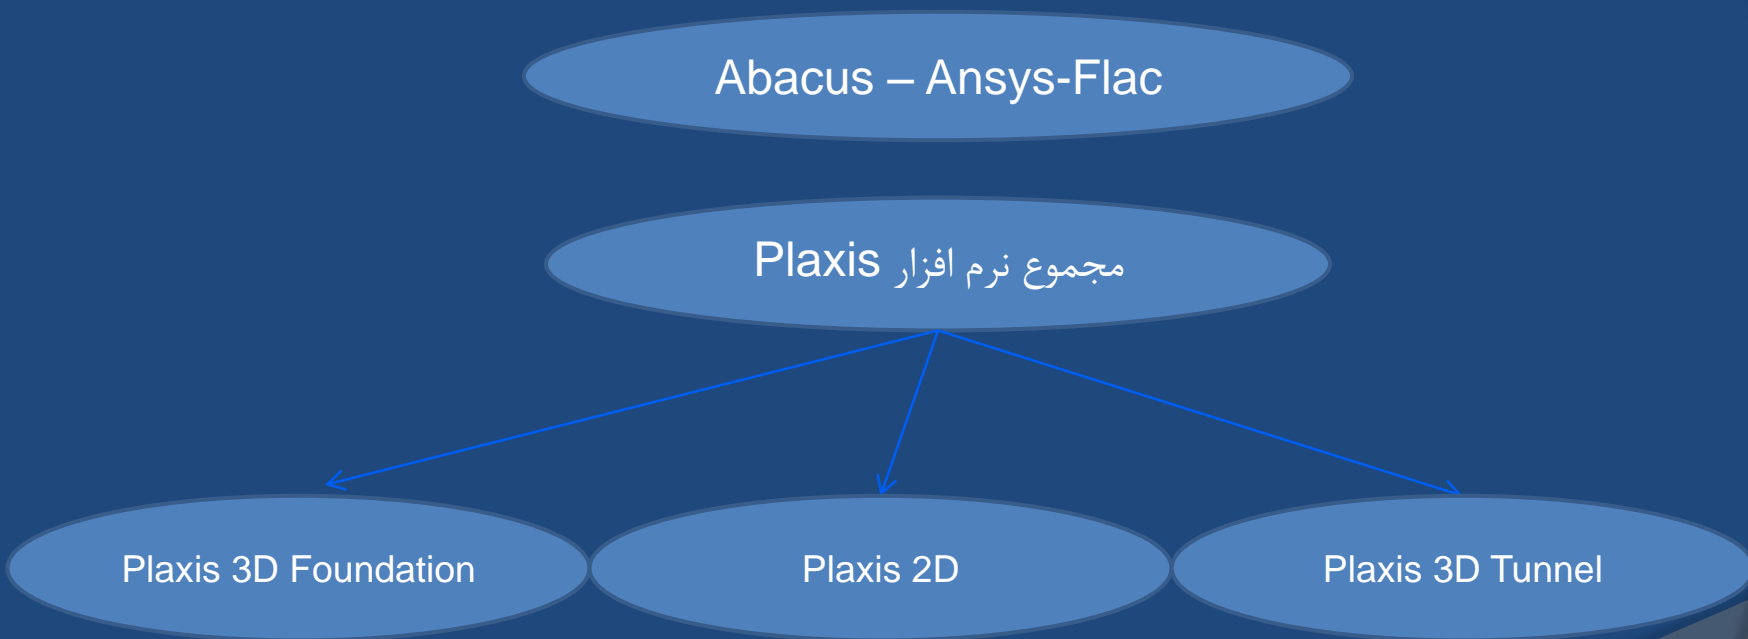 Abacus – Ansys-Flac
مجموع نرم افزار Plaxis
Plaxis 3D Foundation
Plaxis 2D
Plaxis 3D Tunnel